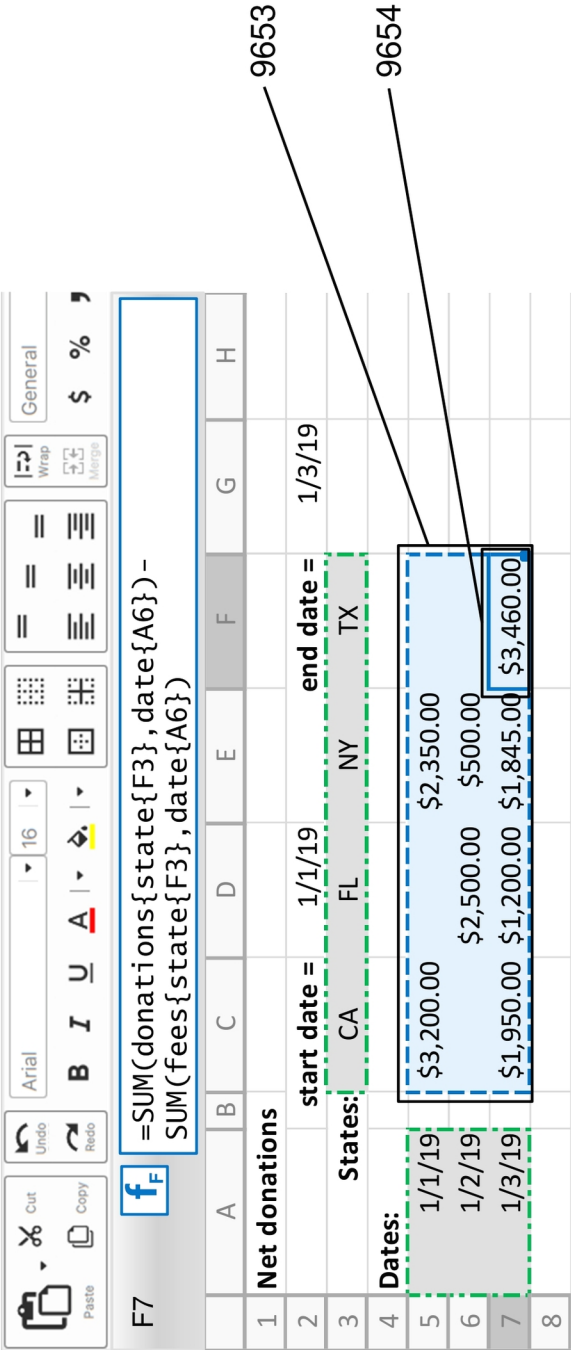 Cut
Copy
Paste
Undo
Redo
Arial
16
B I U A
Wrap
Merge
General
$ % ,
F7
fF
=SUM(donations{state{F3},date{A6})-
SUM(fees{state{F3},date{A6})
A B C D E F G H
1 Net donations
2 start date = 1/1/19 end date = 1/3/19
3 States: CA FL NY TX
4 Dates:
5 1/1/19 $3,200.00 $2,350.00
6 1/2/19 $2,500.00 $500.00
7 1/3/19 $1,950.00 $1,200.00 $1,845.00 $3,460.00
8
9653
9654